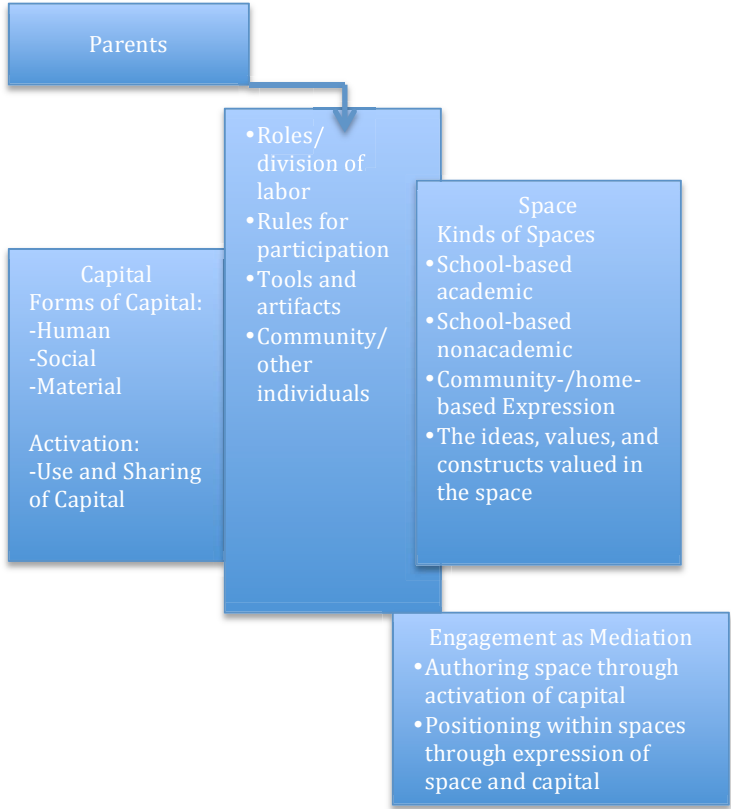 Parents
•Roles/
division of
labor
•Rules for
participation
•Tools and
artifacts
•Community/
other
individuals
Capital
Forms of Capital:
-Human
-Social
-Material
Activation:
-Use and Sharing
of Capital
Space
Kinds of Spaces
•School-based
academic
•School-based
nonacademic
•Community-/home-
based Expression
•The ideas, values, and
constructs valued in
the space
Engagement as Mediation
•Authoring space through
activation of capital
•Positioning within spaces
through expression of
space and capital